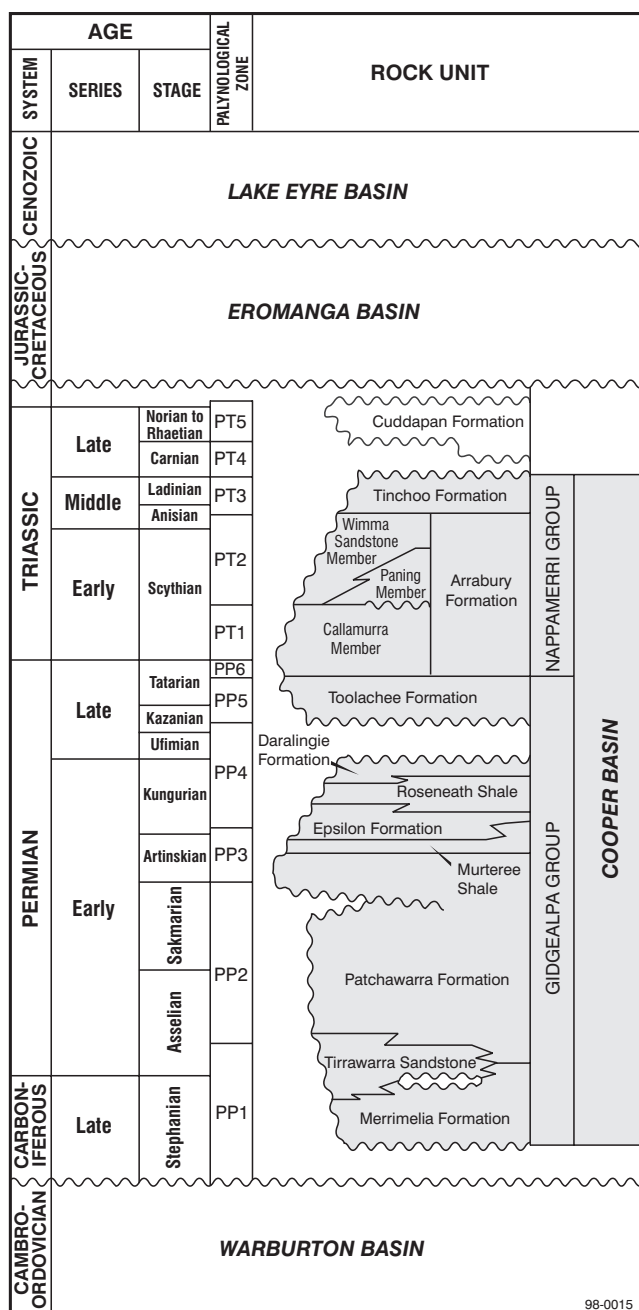 AGE
SYSTEM
SERIES
STAGE
PALYNOLOGICAL
ZONE
ROCK UNIT
CENOZOIC
LAKE EYRE BASIN
JURASSIC-
CRETACEOUS
EROMANGA BASIN
TRIASSIC
Late
Norian to
Rhaetian
PT5
Cuddapan Formation
Carnian
PT4
Middle
Ladinian
PT3
Tinchoo Formation
Anisian
Early
Scythian
PT2
Wimma
Sandstone
Member
Paning
Member
Arrabury
Formation
PT1
Callamurra
Member
NAPPAMERRI GROUP
PERMIAN
Late
Tatarian
PP6
PP5
Toolachee Formation
Kazanian
Ufimian
PP4
Daralingie
Formation
Early
Kungurian
Roseneath Shale
Epsilon Formation
Artinskian
PP3
Murteree
Shale
Sakmarian
PP2
Patchawarra Formation
Asselian
Tirrawarra Sandstone
GIDGEALPA GROUP
COOPER BASIN
CARBON-
IFEROUS
Late
Stephanian
PP1
Merrimelia Formation
CAMBRO-
ORDOVICIAN
WARBURTON BASIN
98-0015